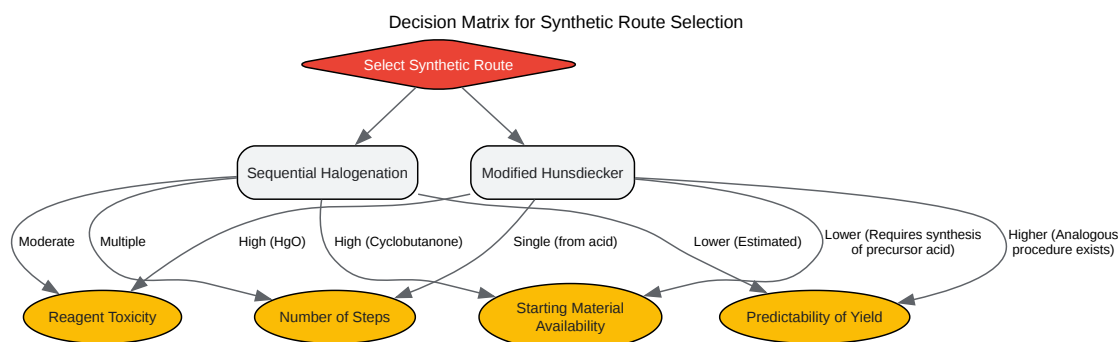 Decision Matrix for Synthetic Route Selection
Select Synthetic Route
Sequential Halogenation
Modified Hunsdiecker
Moderate
Multiple
High (HgO)
High (Cyclobutanone)
Single (from acid)
Lower (Estimated)
Lower (Requires synthesis
of precursor acid)
Higher (Analogous
procedure exists)
Reagent Toxicity
Number of Steps
Starting Material
Availability
Predictability of Yield